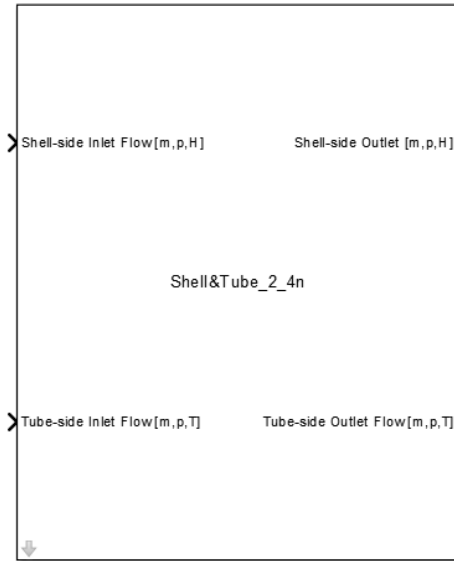 Shell-side Inlet Flow[m,p,H]
Shell-side Outlet [m,p,H]
Shell&Tube_2_4n
Tube-side Inlet Flow[m,p,T]
Tube-side Outlet Flow[m,p,T]